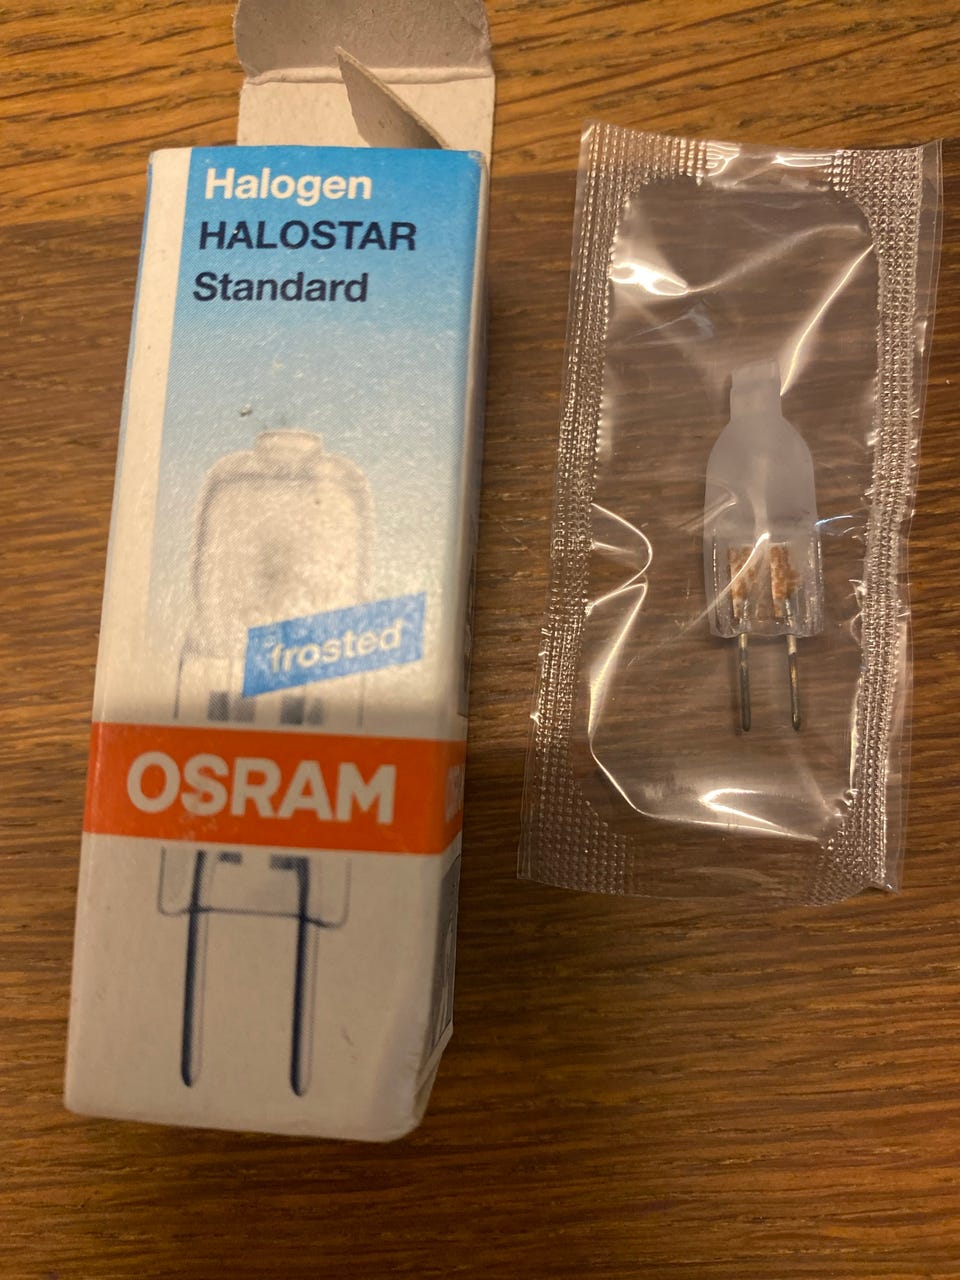 Halogen
HALOSTAR
Standard
frosted
OSRAM